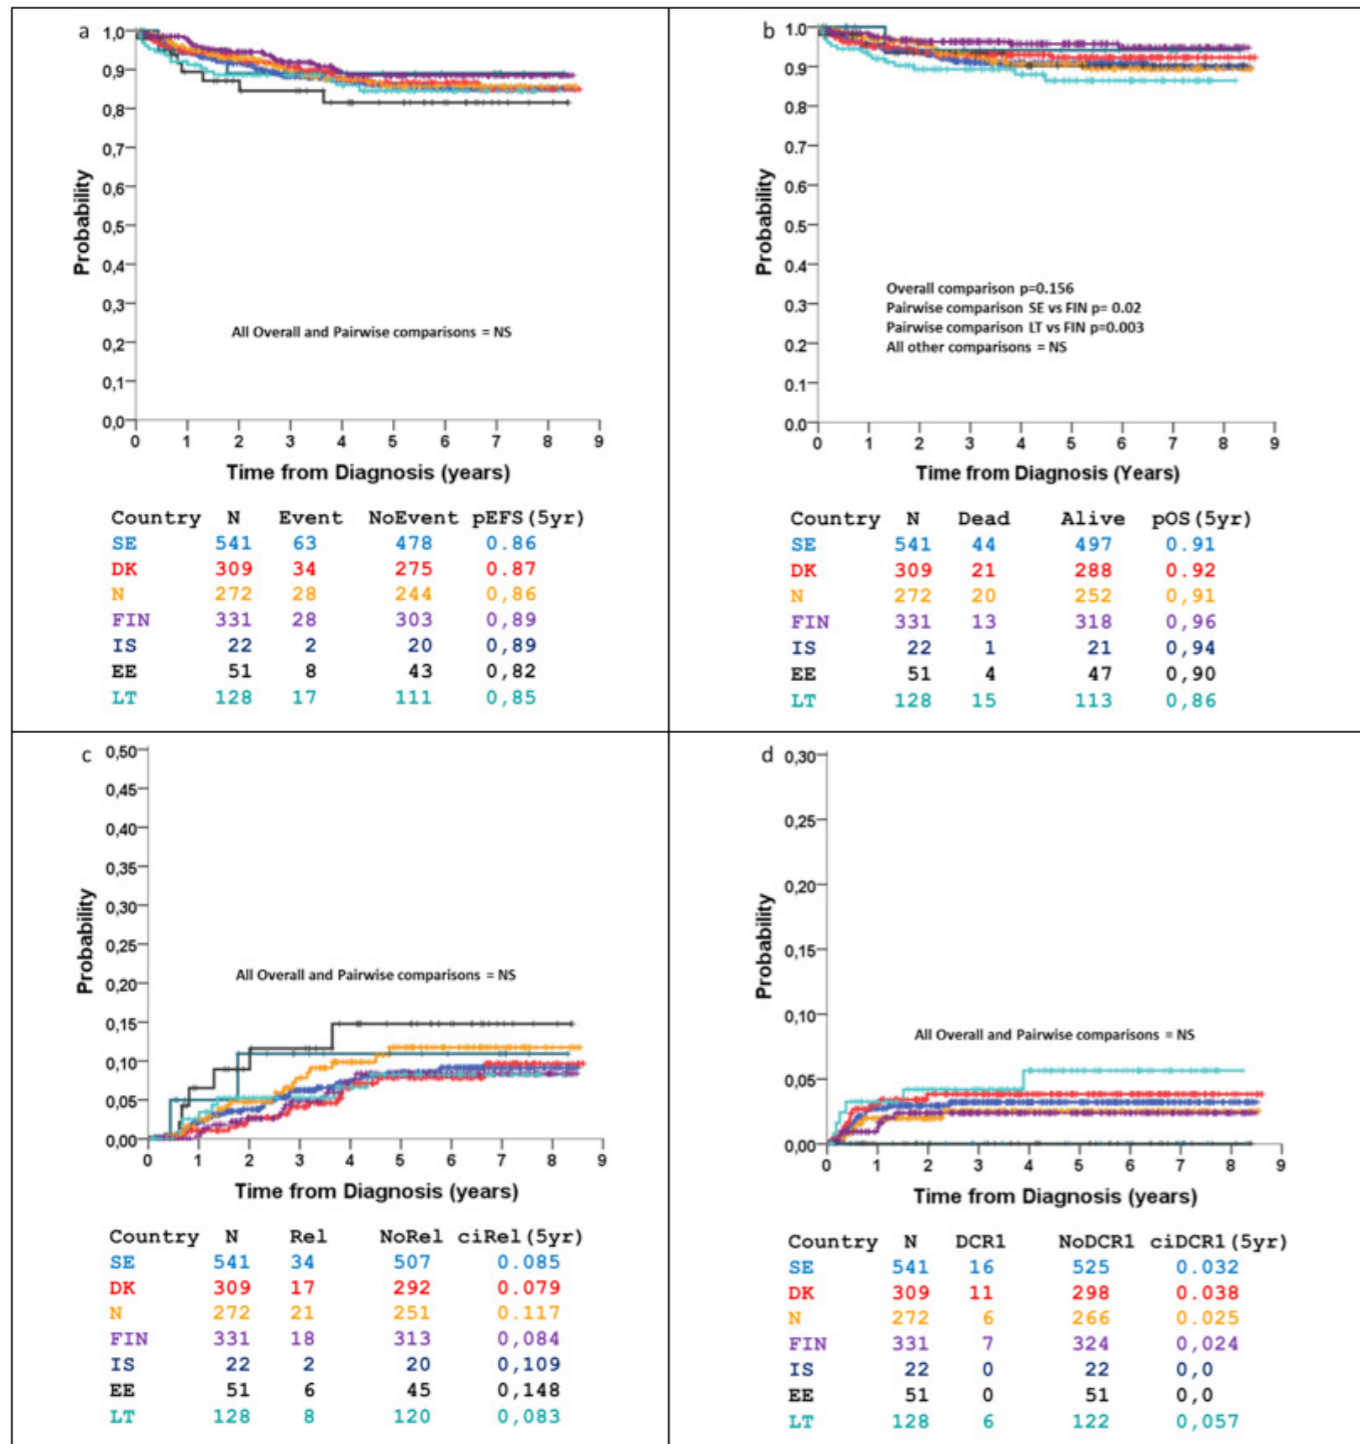 a
1,0
0,9
0,8
0,7
0,6
0,5
0,4
0,3
0,2
0,1
0,0
Probability
All Overall and Pairwise comparisons = NS
0 1 2 3 4 5 6 7 8 9
Time from Diagnosis (years)
Country N Event NoEvent pEFS(5yr)
SE 541 63 478 0.86
DK 309 34 275 0.87
N 272 28 244 0,86
FIN 331 28 303 0,89
IS 22 2 20 0,89
EE 51 8 43 0,82
LT 128 17 111 0,85
b
1.0
0.9
0.8
0.7
0.6
0.5
0.4
0.3
0.2
0.1
0.0
Probability
Overall comparison p=0.156
Pairwise comparison SE vs FIN p= 0.02
Pairwise comparison LT vs FIN p=0.003
All other comparisons = NS
0 1 2 3 4 5 6 7 8 9
Time from Diagnosis (Years)
Country N Dead Alive pOS(5yr)
SE 541 44 497 0.91
DK 309 21 288 0.92
N 272 20 252 0,91
FIN 331 13 318 0,96
IS 22 1 21 0,94
EE 51 4 47 0,90
LT 128 15 113 0,86
c
0,50
0,45
0,40
0,35
0,30
0,25
0,20
0,15
0,10
0,05
0,00
Probability
All Overall and Pairwise comparisons = NS
0 1 2 3 4 5 6 7 8 9
Time from Diagnosis (years)
Country N Rel NoRel ciRel(5yr)
SE 541 34 507 0.085
DK 309 17 292 0.079
N 272 21 251 0.117
FIN 331 18 313 0,084
IS 22 2 20 0,109
EE 51 6 45 0,148
LT 128 8 120 0,083
d
0,30
0,25
0,20
0,15
0,10
0,05
0,00
Probability
All Overall and Pairwise comparisons = NS
0 1 2 3 4 5 6 7 8 9
Time from Diagnosis (years)
Country N DCR1 NoDCR1 ciDCR1(5yr)
SE 541 16 525 0.032
DK 309 11 298 0.038
N 272 6 266 0.025
FIN 331 7 324 0,024
IS 22 0 22 0,0
EE 51 0 51 0,0
LT 128 6 122 0,057